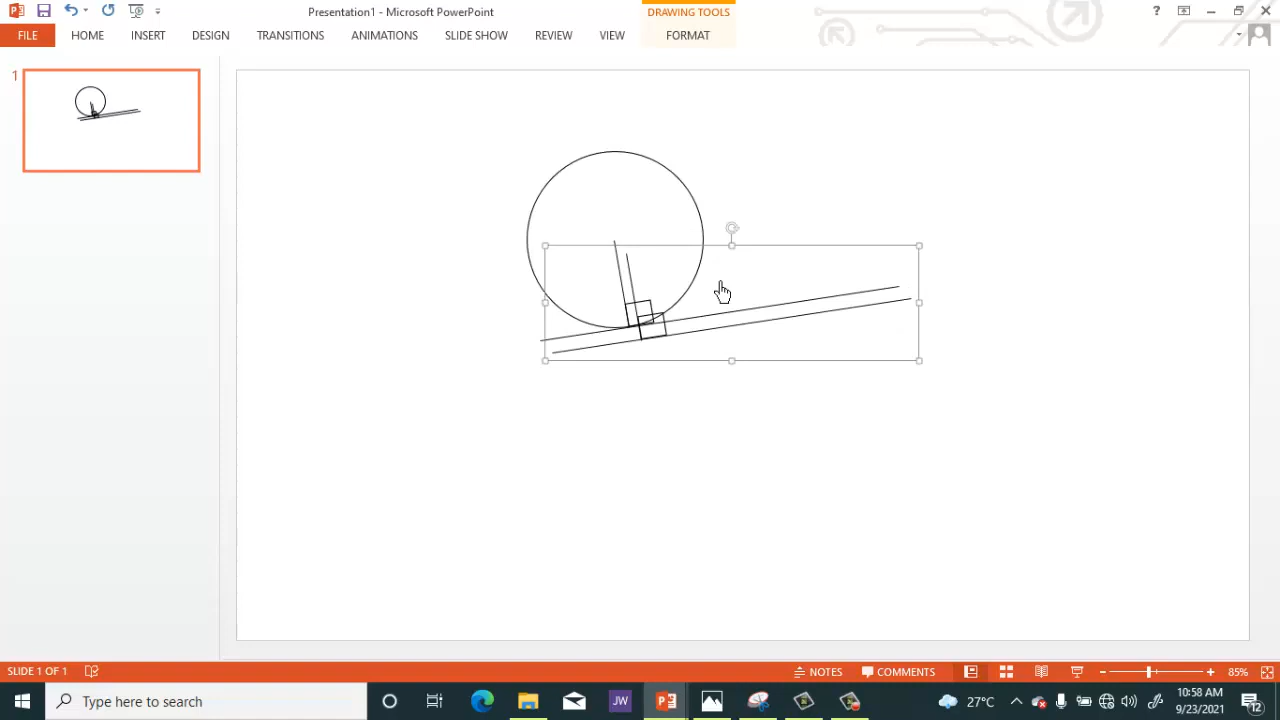 Presentation1 - Microsoft PowerPoint
DRAWING TOOLS
?
FILE HOME INSERT DESIGN TRANSITIONS ANIMATIONS SLIDE SHOW REVIEW VIEW FORMAT
1
SLIDE 1 OF 1
NOTES COMMENTS 85%
Type here to search
JW
27°C
10:58 AM
9/23/2021
12